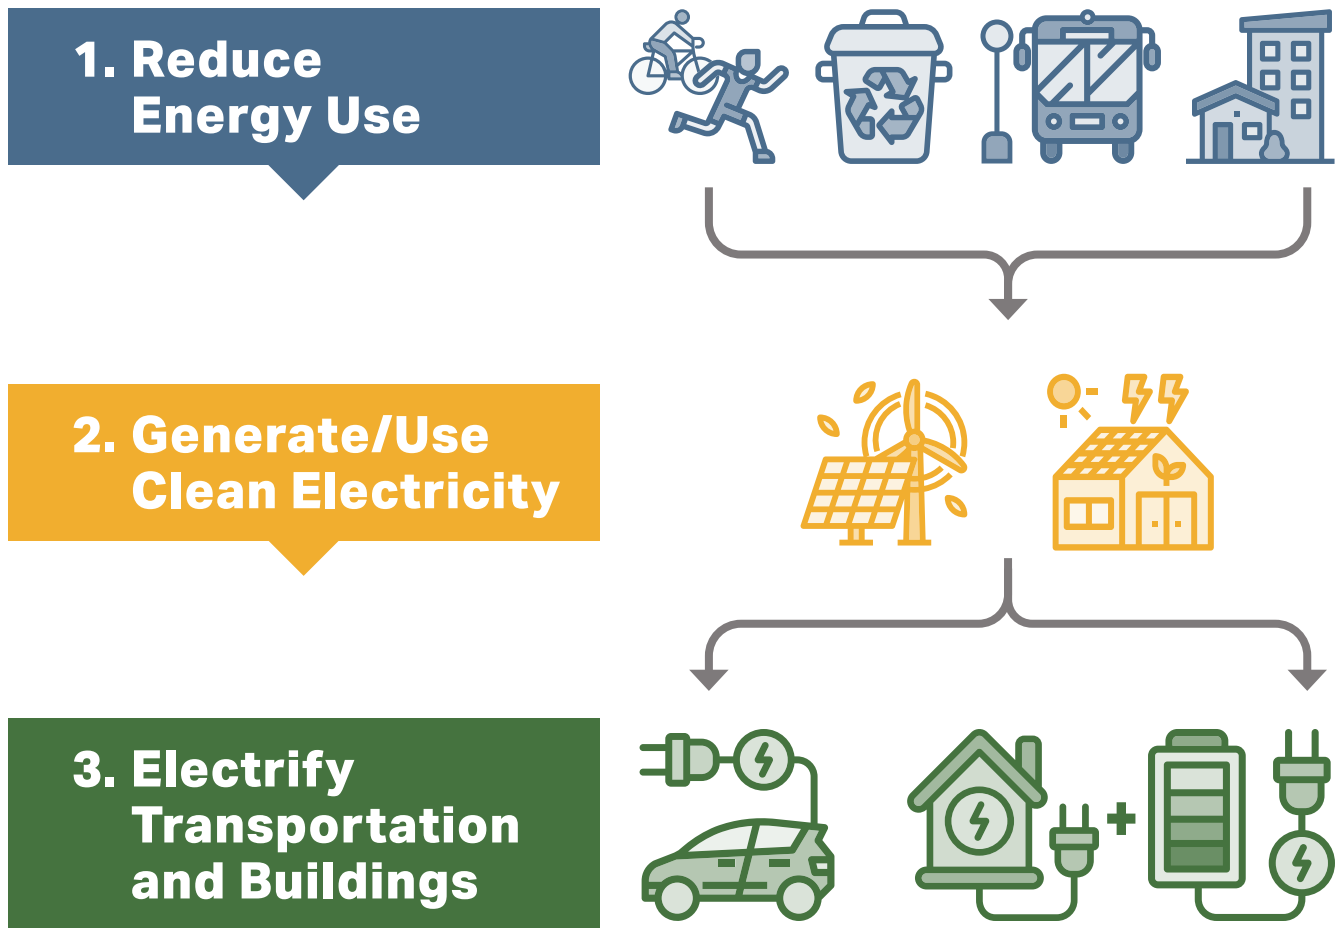 1. Reduce
Energy Use
2. Generate/Use
Clean Electricity
3. Electrify
Transportation
and Buildings